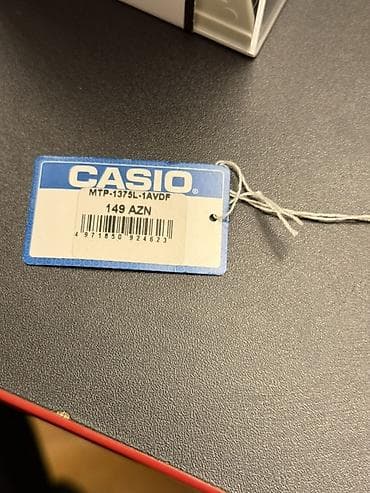 CASIO®
MTP-1375L-1AVDF
149 AZN
4 971850 924623